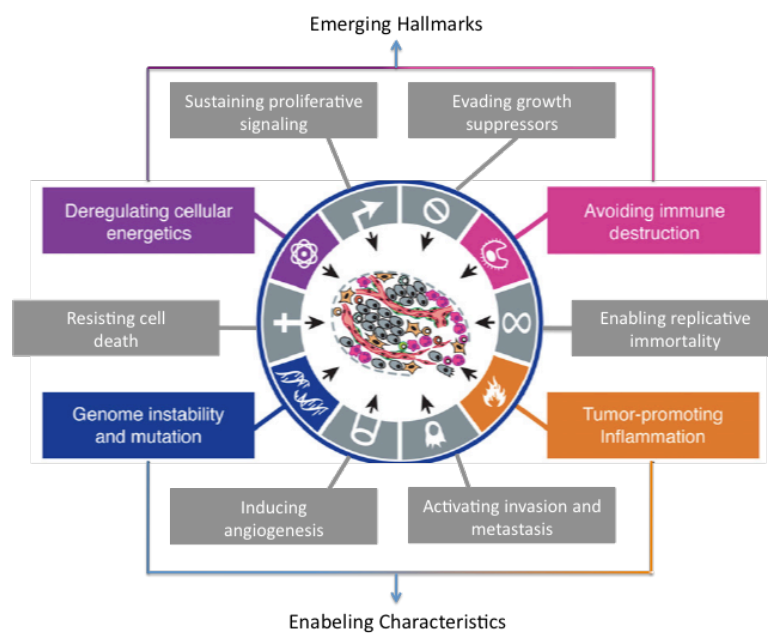 Emerging Hallmarks
Sustaining proliferative
signaling
Evading growth
suppressors
Deregulating cellular
energetics
Avoiding immune
destruction
Resisting cell
death
Enabling replicative
immortality
Genome instability
and mutation
Tumor-promoting
Inflammation
Inducing
angiogenesis
Activating invasion and
metastasis
Enabeling Characteristics